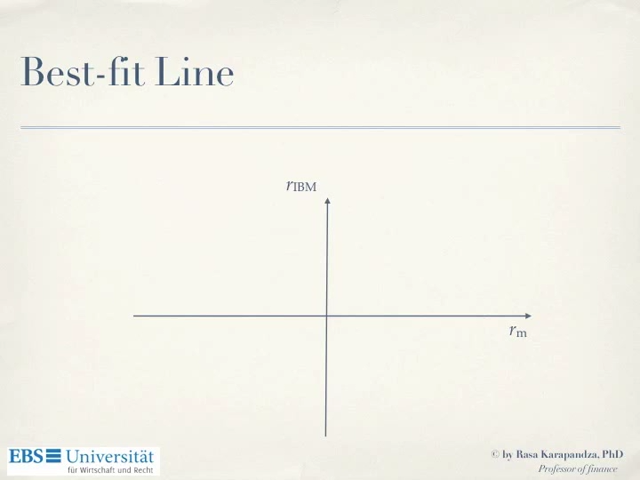 Best-fit Line
rIBM
rm
EBS Universität
für Wirtschaft und Recht
© by Rasa Karapandza, PhD
Professor of finance